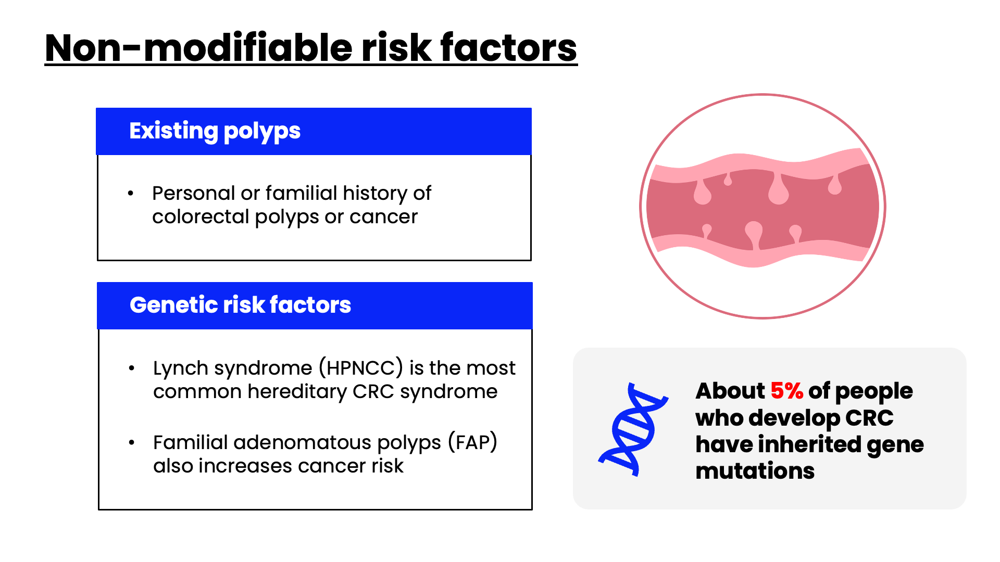 Non-modifiable risk factors
Existing polyps
• Personal or familial history of
colorectal polyps or cancer
Genetic risk factors
• Lynch syndrome (HPNCC) is the most
common hereditary CRC syndrome
• Familial adenomatous polyps (FAP)
also increases cancer risk
About 5% of people
who develop CRC
have inherited gene
mutations